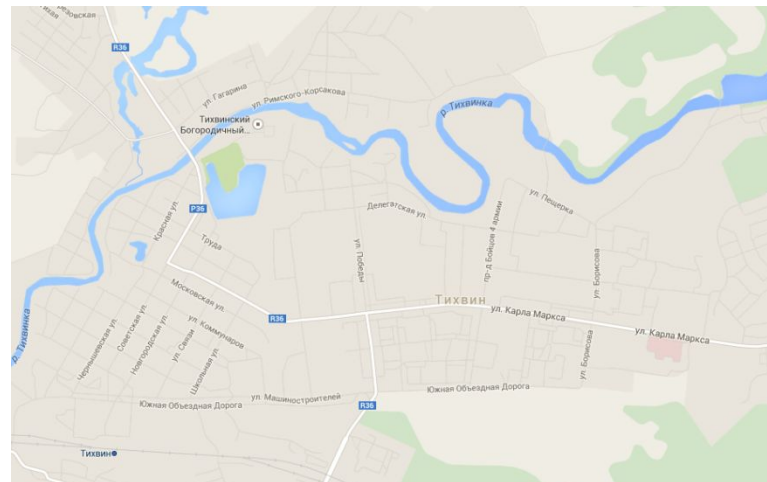 резовская
R36
ул. Гагарина
ул. Римского-Корсакова
р. Тихвинка
Тихвинский
Богородичный...
ул. Пещерка
Делегатская ул.
P36
Красная ул.
Труда
пр-д Бойцов 4 армии
ул. Победы
ул. Борисова
Московская ул.
Тихвин
R36
ул. Карла Маркса
ул. Карла Маркса
р. Тихвинка
Чернышевская ул.
Советская ул.
Новгородская ул.
ул. Связи
ул. Коммунаров
Школьная ул.
ул. Борисова
Южная Объездная Дорога
ул. Машиностроителей
Южная Объездная Дорога
R36
Тихвин